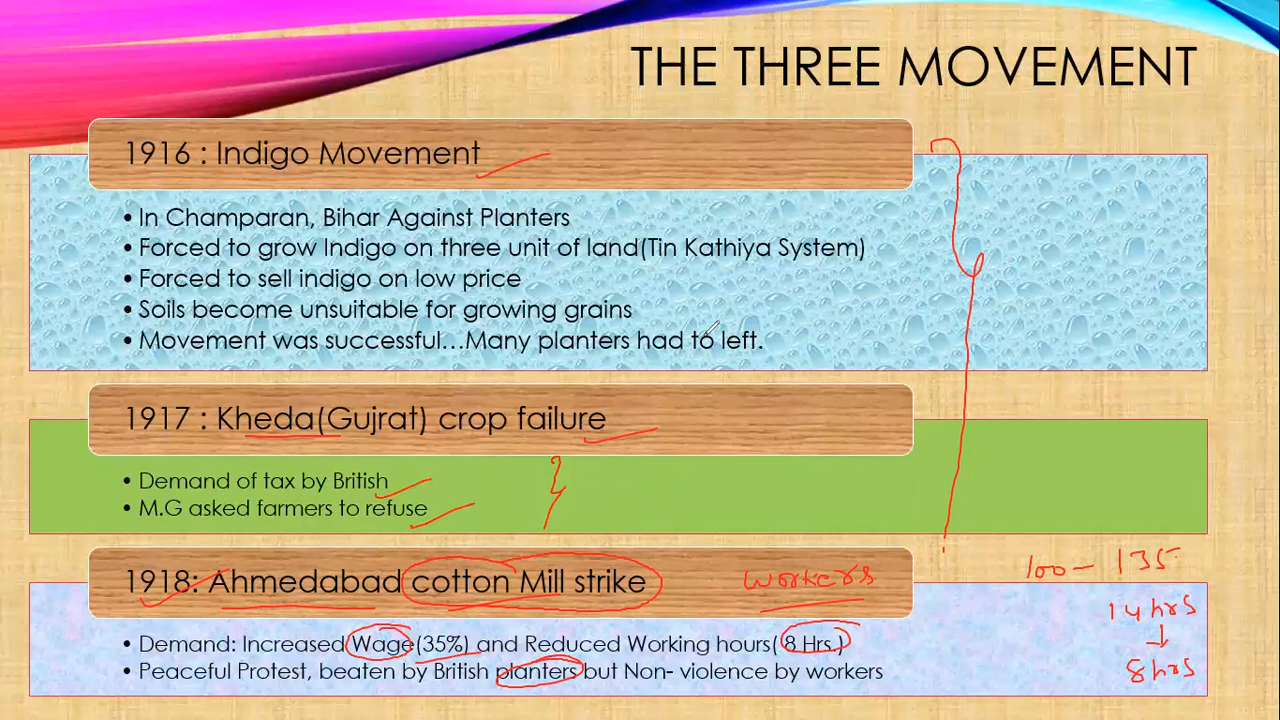 THE THREE MOVEMENT
1916 : Indigo Movement
• In Champaran, Bihar Against Planters
• Forced to grow Indigo on three unit of land(Tin Kathiya System)
• Forced to sell indigo on low price
• Soils become unsuitable for growing grains
• Movement was successful...Many planters had to left.
1917 : Kheda(Gujrat) crop failure
• Demand of tax by British
• M.G asked farmers to refuse
1918: Ahmedabad cotton Mill strike
workers
100 - 135
• Demand: Increased Wage(35%) and Reduced Working hours( 8 Hrs.)
• Peaceful Protest, beaten by British planters but Non- violence by workers
14 hrs
↓
8 hrs